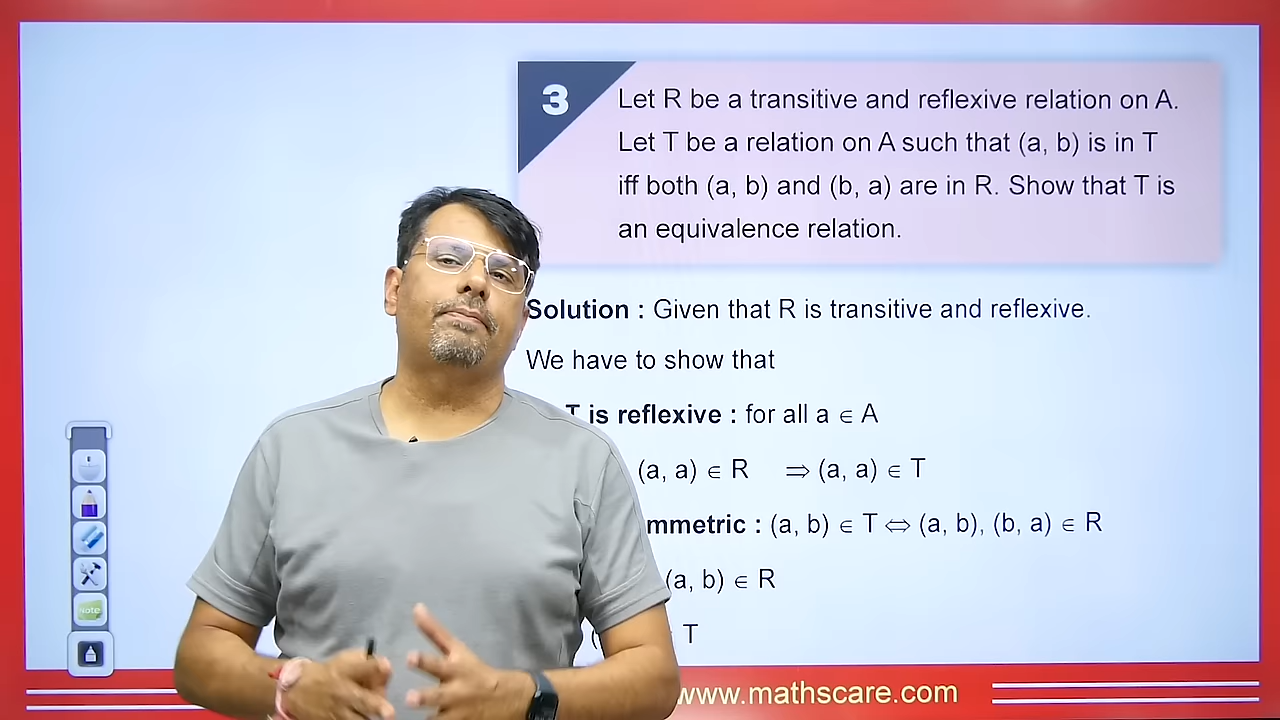 3
Let R be a transitive and reflexive relation on A.
Let T be a relation on A such that (a, b) is in T
iff both (a, b) and (b, a) are in R. Show that T is
an equivalence relation.
Solution : Given that R is transitive and reflexive.
We have to show that
T is reflexive : for all a ∈ A
(a, a) ∈ R ⇒ (a, a) ∈ T
mmetric : (a, b) ∈ T ⇔ (a, b), (b, a) ∈ R
(a, b) ∈ R
T
Note
www.mathscare.com